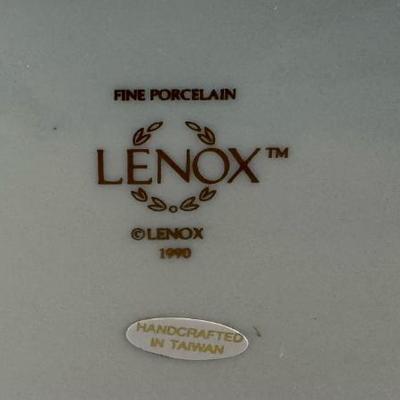 FINE PORCELAIN
LENOX™
©LENOX
1990
HANDCRAFTED
IN TAIWAN